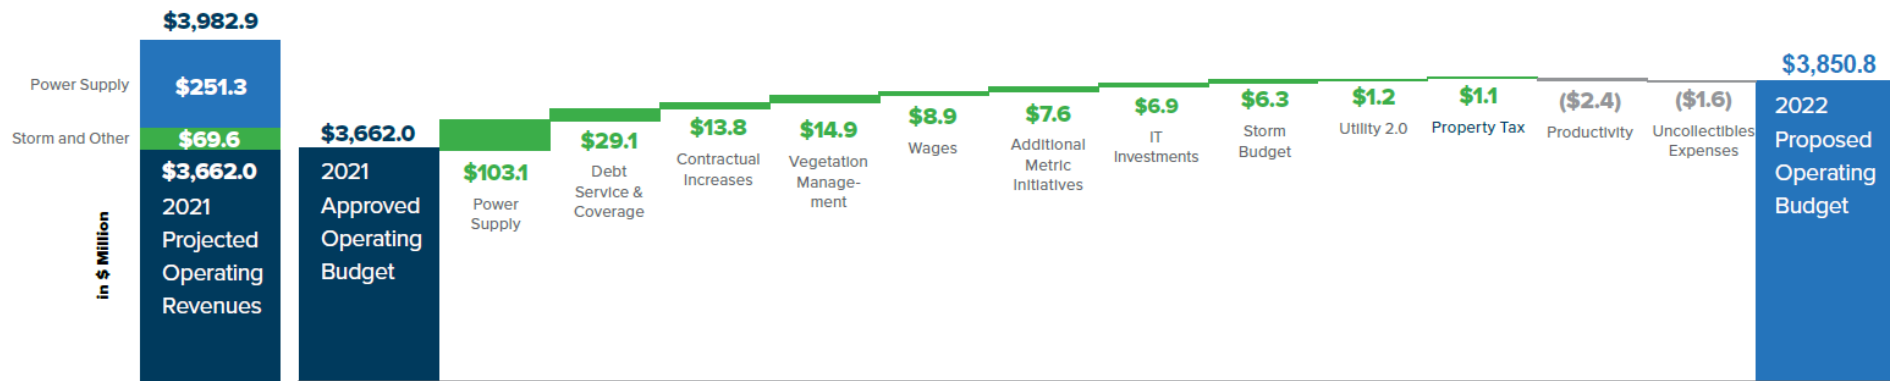 $3,982.9
Power Supply
$251.3
Storm and Other
$69.6
$3,662.0
2021
Projected
Operating
Revenues
in $ Million
$3,662.0
2021
Approved
Operating
Budget
$103.1
Power
Supply
$29.1
Debt
Service &
Coverage
$13.8
Contractual
Increases
$14.9
Vegetation
Manage-
ment
$8.9
Wages
$7.6
Additional
Metric
Initiatives
$6.9
IT
Investments
$6.3
Storm
Budget
$1.2
Utility 2.0
$1.1
Property Tax
($2.4)
Productivity
($1.6)
Uncollectibles
Expenses
$3,850.8
2022
Proposed
Operating
Budget